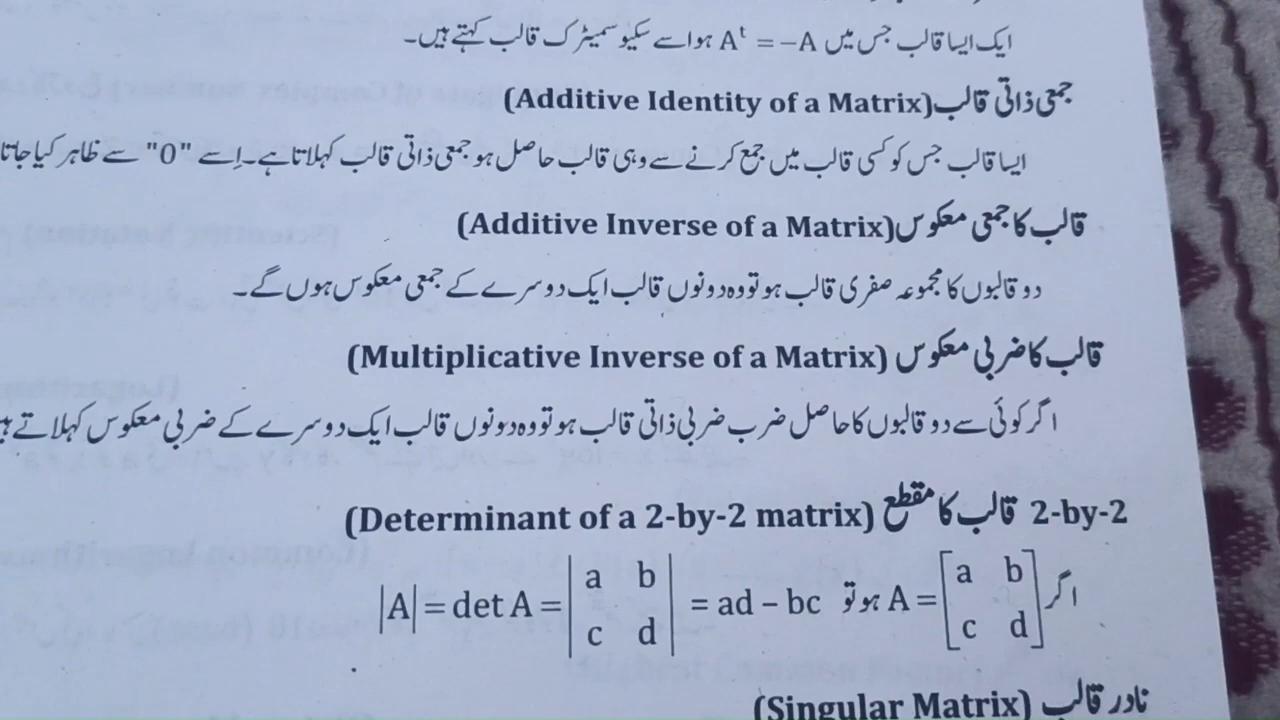 ایک ایسا قالب جس میں Aᵗ = −A ہو اسے سکیو سمیٹرک قالب کہتے ہیں۔
جمعی ذاتی قالب (Additive Identity of a Matrix)
ایسا قالب جس کو کسی قالب میں جمع کرنے سے وہی قالب حاصل ہو جمعی ذاتی قالب کہلاتا ہے۔ اِسے "O" سے ظاہر کیا جاتا
قالب کا جمعی معکوس (Additive Inverse of a Matrix)
دو قالبوں کا مجموعہ صفری قالب ہو تو وہ دونوں قالب ایک دوسرے کے جمعی معکوس ہوں گے۔
قالب کا ضربی معکوس (Multiplicative Inverse of a Matrix)
اگر کوئی سے دو قالبوں کا حاصل ضرب ضربی ذاتی قالب ہو تو وہ دونوں قالب ایک دوسرے کے ضربی معکوس کہلاتے
2-by-2 قالب کا مقطع (Determinant of a 2-by-2 matrix)
اگر A = [a b; c d] ہو تو |A| = det A = |a b; c d| = ad − bc
نادر قالب (Singular Matrix)